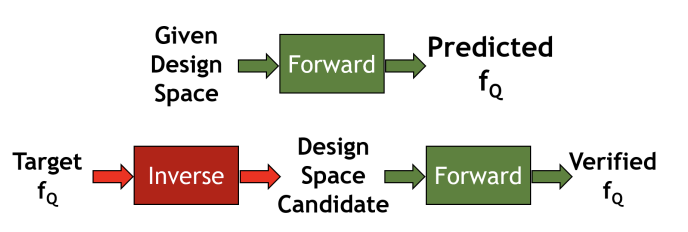 Given
Design
Space
Forward
Predicted
fQ
Target
fQ
Inverse
Design
Space
Candidate
Forward
Verified
fQ